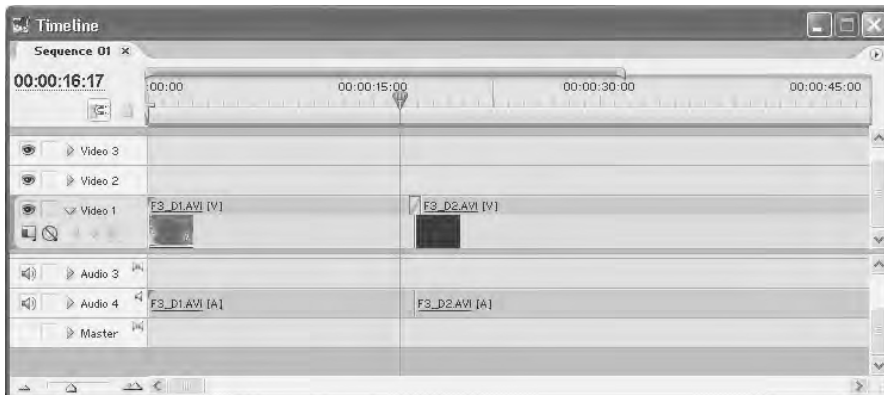 Timeline
Sequence 01 ×
00:00:16:17
:00:00 00:00:15:00 00:00:30:00 00:00:45:00
Video 3
Video 2
Video 1
F3_D1.AVI [V] F3_D2.AVI [V]
Audio 3
Audio 4
F3_D1.AVI [A] F3_D2.AVI [A]
Master